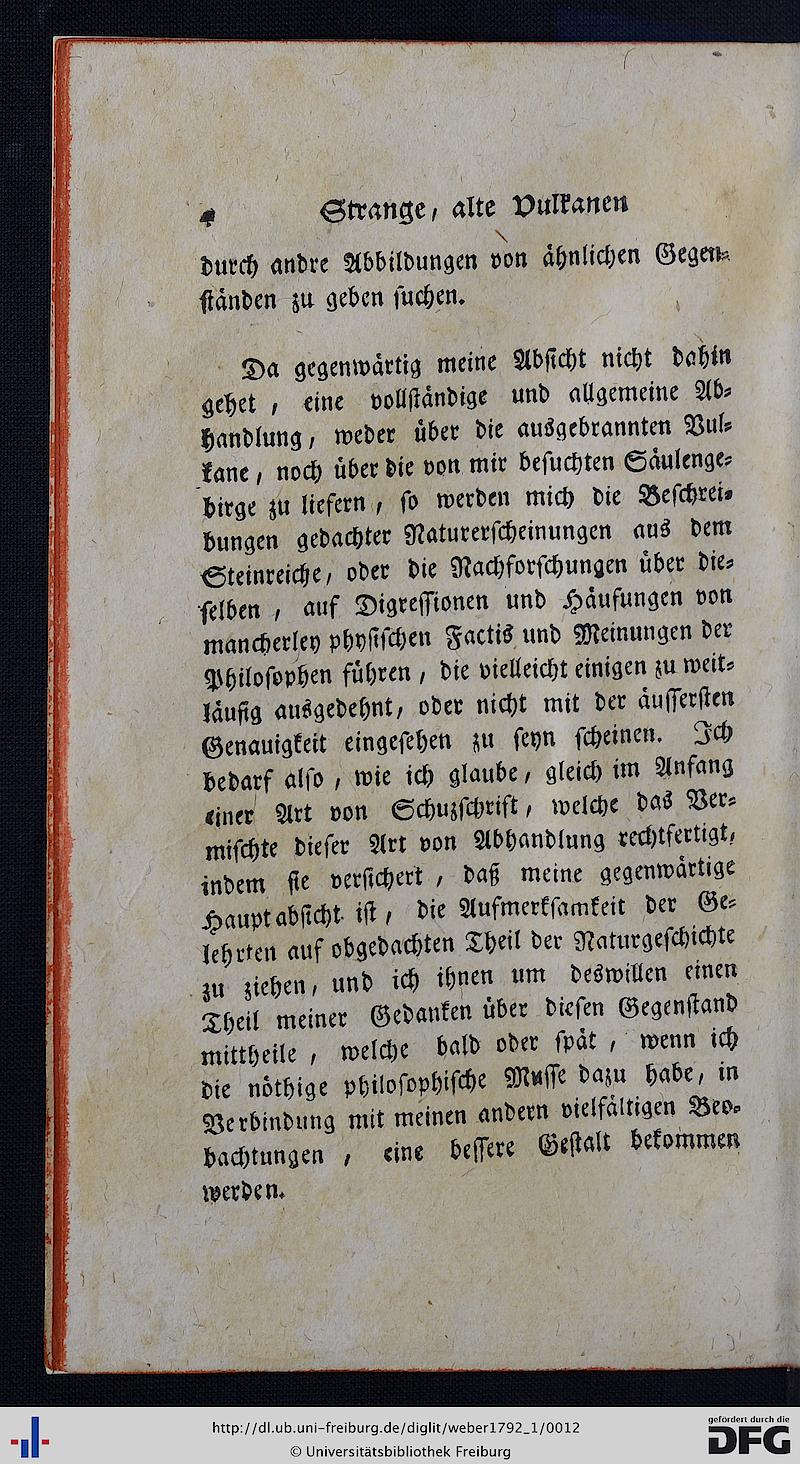 4 Strange, alte Vulkanen
durch andre Abbildungen von ähnlichen Gegen-
ständen zu geben suchen.
Da gegenwärtig meine Absicht nicht dahin
gehet, eine vollständige und allgemeine Ab-
handlung, weder über die ausgebrannten Vul-
kane, noch über die von mir besuchten Säulenge-
birge zu liefern, so werden mich die Beschrei-
bungen gedachter Naturerscheinungen aus dem
Steinreiche, oder die Nachforschungen über die-
selben, auf Digressionen und Häufungen von
mancherley physischen Factis und Meinungen der
Philosophen führen, die vielleicht einigen zu weit-
läufig ausgedehnt, oder nicht mit der äussersten
Genauigkeit eingesehen zu seyn scheinen. Ich
bedarf also, wie ich glaube, gleich im Anfang
einer Art von Schuzschrift, welche das Ver-
mischte dieser Art von Abhandlung rechtfertigt,
indem sie versichert, daß meine gegenwärtige
Hauptabsicht ist, die Aufmerksamkeit der Ge-
lehrten auf obgedachten Theil der Naturgeschichte
zu ziehen, und ich ihnen um deswillen einen
Theil meiner Gedanken über diesen Gegenstand
mittheile, welche bald oder spät, wenn ich
die nöthige philosophische Musse dazu habe, in
Verbindung mit meinen andern vielfältigen Beo-
bachtungen, eine bessere Gestalt bekommen
werden.
http://dl.ub.uni-freiburg.de/diglit/weber1792_1/0012
© Universitätsbibliothek Freiburg
gefördert durch die
DFG